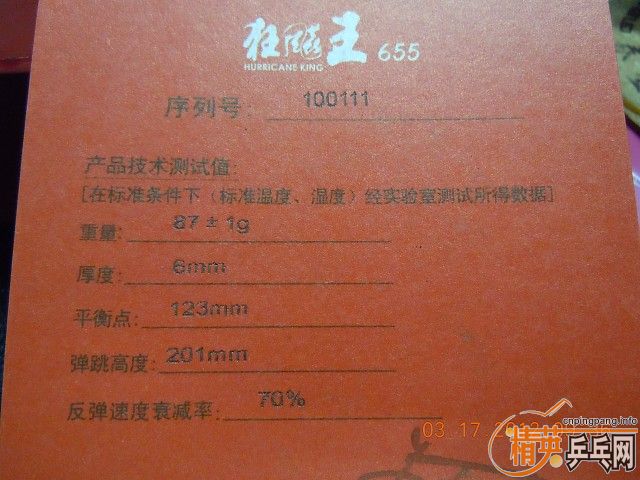 狂飚王 655
HURRICANE KING
序列号: 100111
产品技术测试值:
[在标准条件下（标准温度、湿度）经实验室测试所得数据]
重量: 87 ± 1g
厚度: 6mm
平衡点: 123mm
弹跳高度: 201mm
反弹速度衰减率: 70%
03 17
cnpingpang.info
精英乒乓网